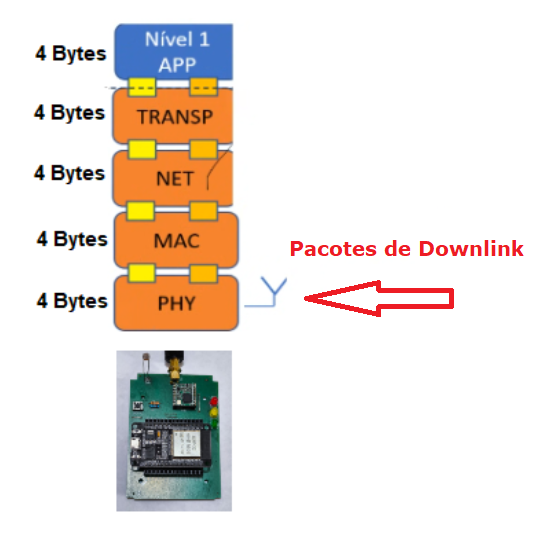 4 Bytes
Nível 1
APP
4 Bytes
TRANSP
4 Bytes
NET
4 Bytes
MAC
Pacotes de Downlink
4 Bytes
PHY